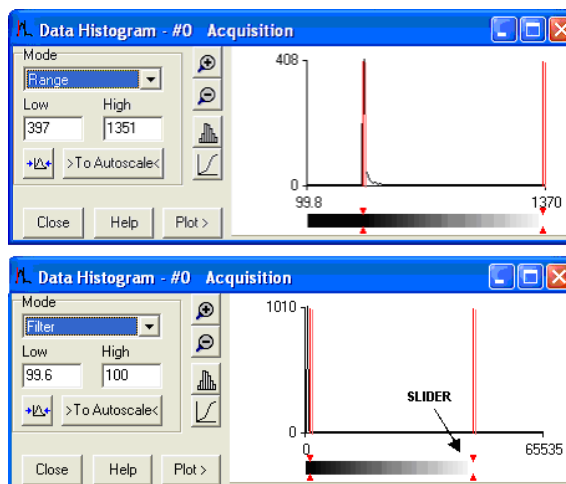 Data Histogram - #0 Acquisition
Mode
Range
Low High
397 1351
>To Autoscale<
Close Help Plot >
408
0
99.8 1370
Data Histogram - #0 Acquisition
Mode
Filter
Low High
99.6 100
>To Autoscale<
Close Help Plot >
1010
SLIDER
0
0 65535